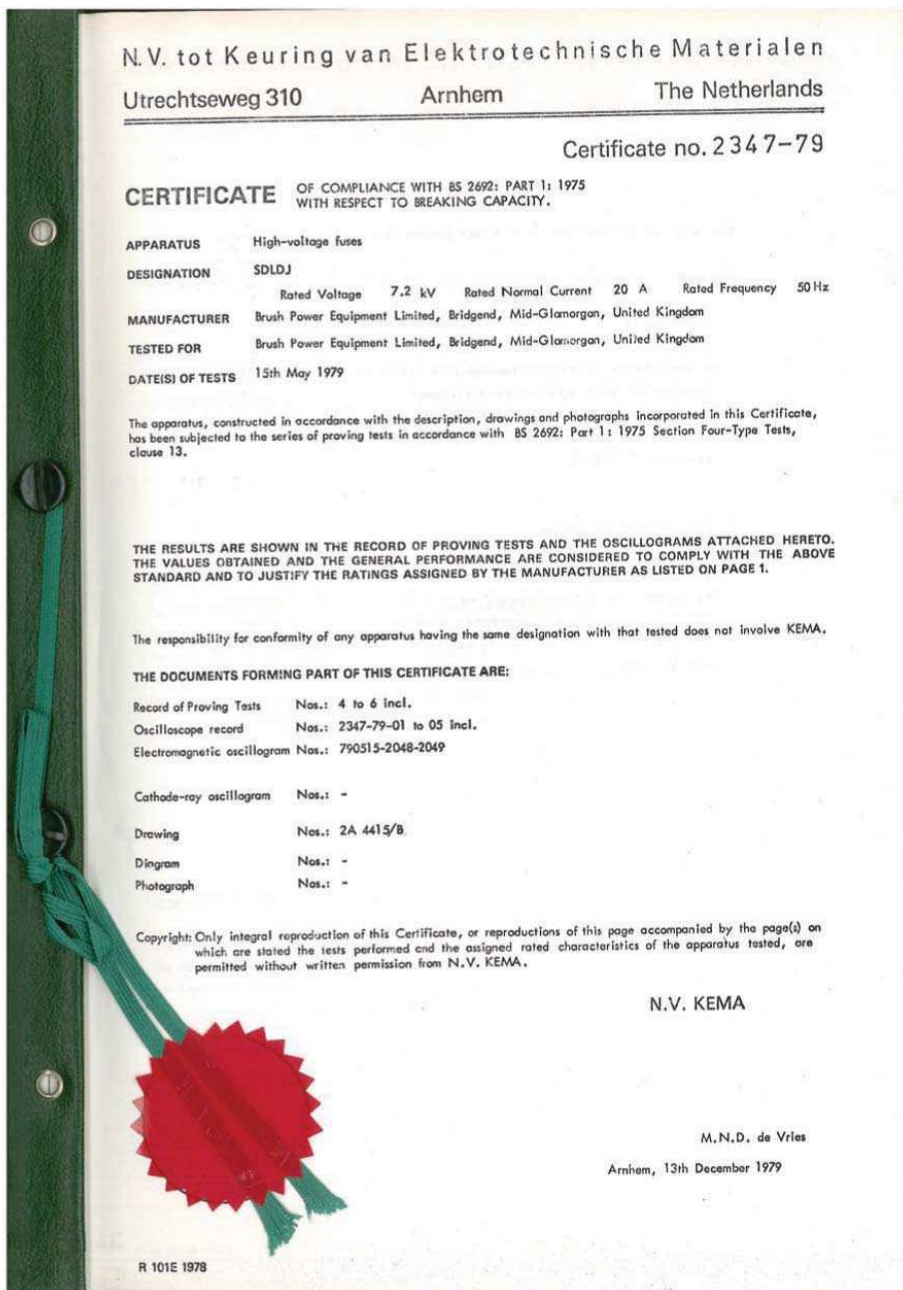 N.V. tot Keuring van Elektrotechnische Materialen
Utrechtseweg 310 Arnhem The Netherlands
Certificate no. 2347-79
CERTIFICATE OF COMPLIANCE WITH BS 2692: PART 1: 1975
WITH RESPECT TO BREAKING CAPACITY.
APPARATUS High-voltage fuses
DESIGNATION SDLDJ
Rated Voltage 7.2 kV Rated Normal Current 20 A Rated Frequency 50 Hz
MANUFACTURER Brush Power Equipment Limited, Bridgend, Mid-Glamorgan, United Kingdom
TESTED FOR Brush Power Equipment Limited, Bridgend, Mid-Glamorgan, United Kingdom
DATE(S) OF TESTS 15th May 1979
The apparatus, constructed in accordance with the description, drawings and photographs incorporated in this Certificate,
has been subjected to the series of proving tests in accordance with BS 2692: Part 1: 1975 Section Four-Type Tests,
clause 13.
THE RESULTS ARE SHOWN IN THE RECORD OF PROVING TESTS AND THE OSCILLOGRAMS ATTACHED HERETO.
THE VALUES OBTAINED AND THE GENERAL PERFORMANCE ARE CONSIDERED TO COMPLY WITH THE ABOVE
STANDARD AND TO JUSTIFY THE RATINGS ASSIGNED BY THE MANUFACTURER AS LISTED ON PAGE 1.
The responsibility for conformity of any apparatus having the same designation with that tested does not involve KEMA.
THE DOCUMENTS FORMING PART OF THIS CERTIFICATE ARE:
Record of Proving Tests Nos.: 4 to 6 incl.
Oscilloscope record Nos.: 2347-79-01 to 05 incl.
Electromagnetic oscillogram Nos.: 790515-2048-2049
Cathode-ray oscillogram Nos.: -
Drawing Nos.: 2A 4415/B
Dingram Nos.: -
Photograph Nos.: -
Copyright: Only integral reproduction of this Certificate, or reproductions of this page accompanied by the page(s) on
which are stated the tests performed and the assigned rated characteristics of the apparatus tested, are
permitted without written permission from N.V. KEMA.
N.V. KEMA
M.N.D. de Vries
Arnhem, 13th December 1979
R 101E 1978